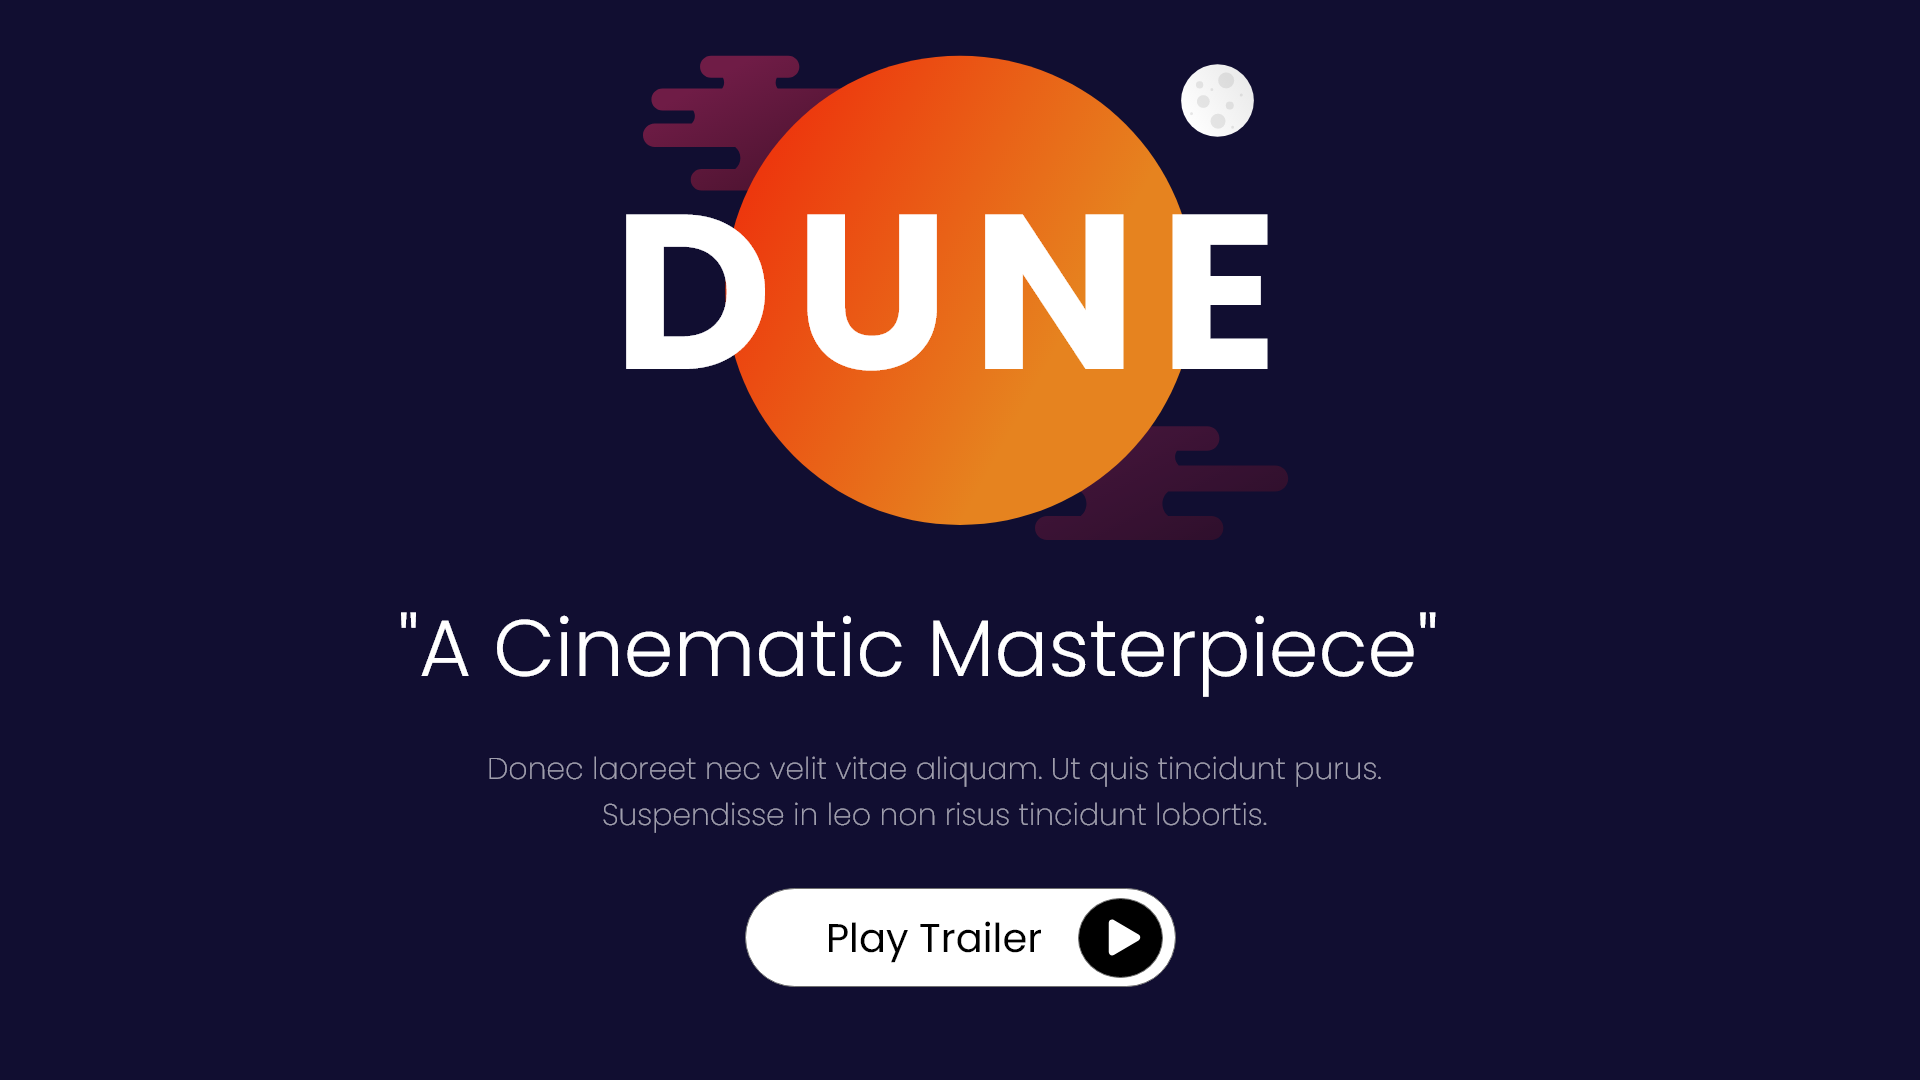 DUNE
"A Cinematic Masterpiece"
Donec laoreet nec velit vitae aliquam. Ut quis tincidunt purus.
Suspendisse in leo non risus tincidunt lobortis.
Play Trailer